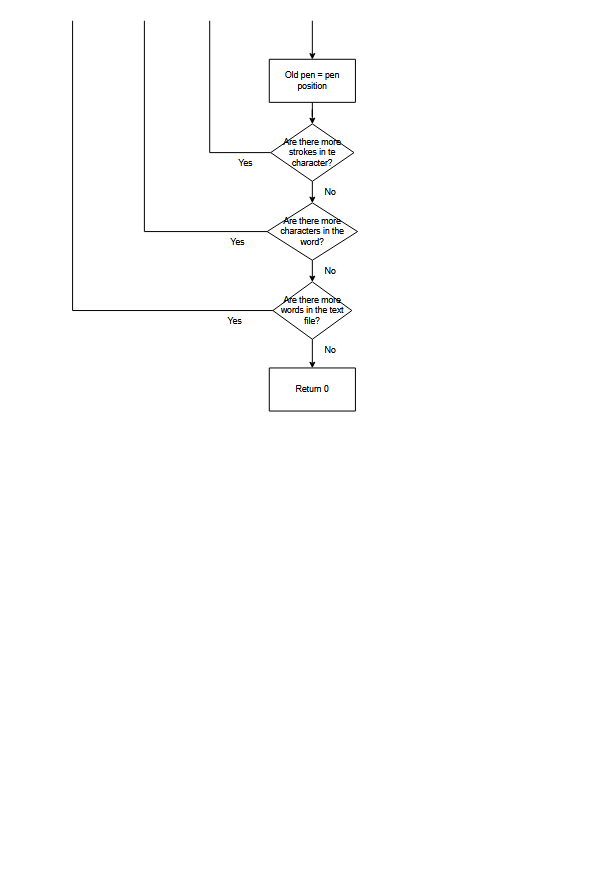 Old pen = pen
position
Are there more
strokes in te
character?
Yes
No
Are there more
characters in the
word?
Yes
No
Are there more
words in the text
file?
Yes
No
Return 0